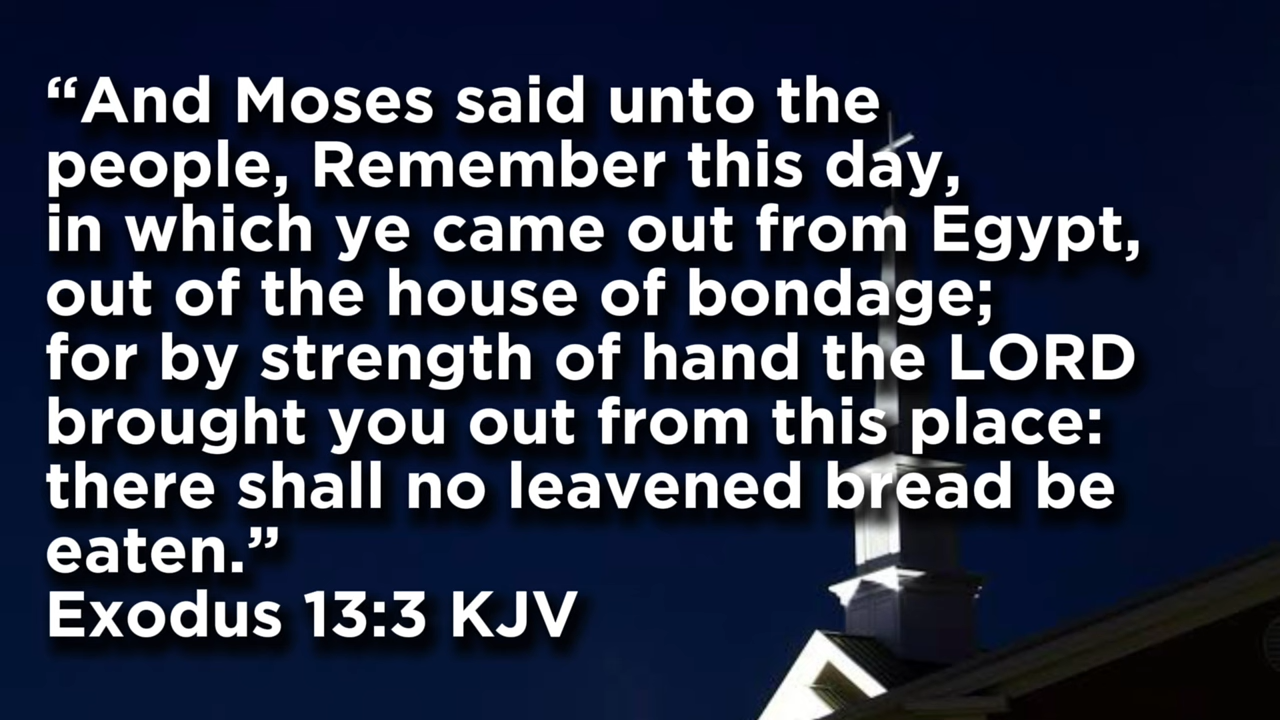 “And Moses said unto the
people, Remember this day,
in which ye came out from Egypt,
out of the house of bondage;
for by strength of hand the LORD
brought you out from this place:
there shall no leavened bread be
eaten.”
Exodus 13:3 KJV